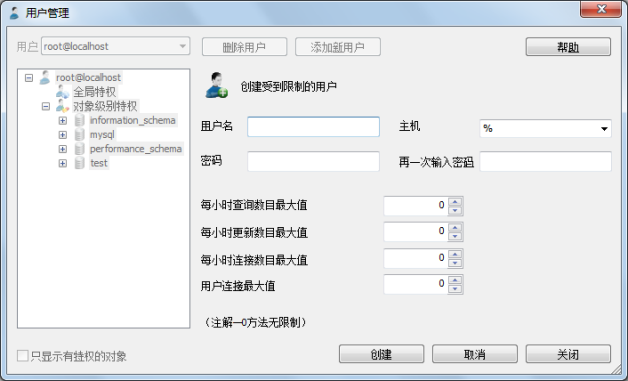 用户管理
用户 root@localhost 删除用户 添加新用户 帮助
root@localhost
全局特权
对象级别特权
information_schema
mysql
performance_schema
test
创建受到限制的用户
用户名 主机 %
密码 再一次输入密码
每小时查询数目最大值 0
每小时更新数目最大值 0
每小时连接数目最大值 0
用户连接最大值 0
（注解—0方法无限制）
只显示有特权的对象 创建 取消 关闭